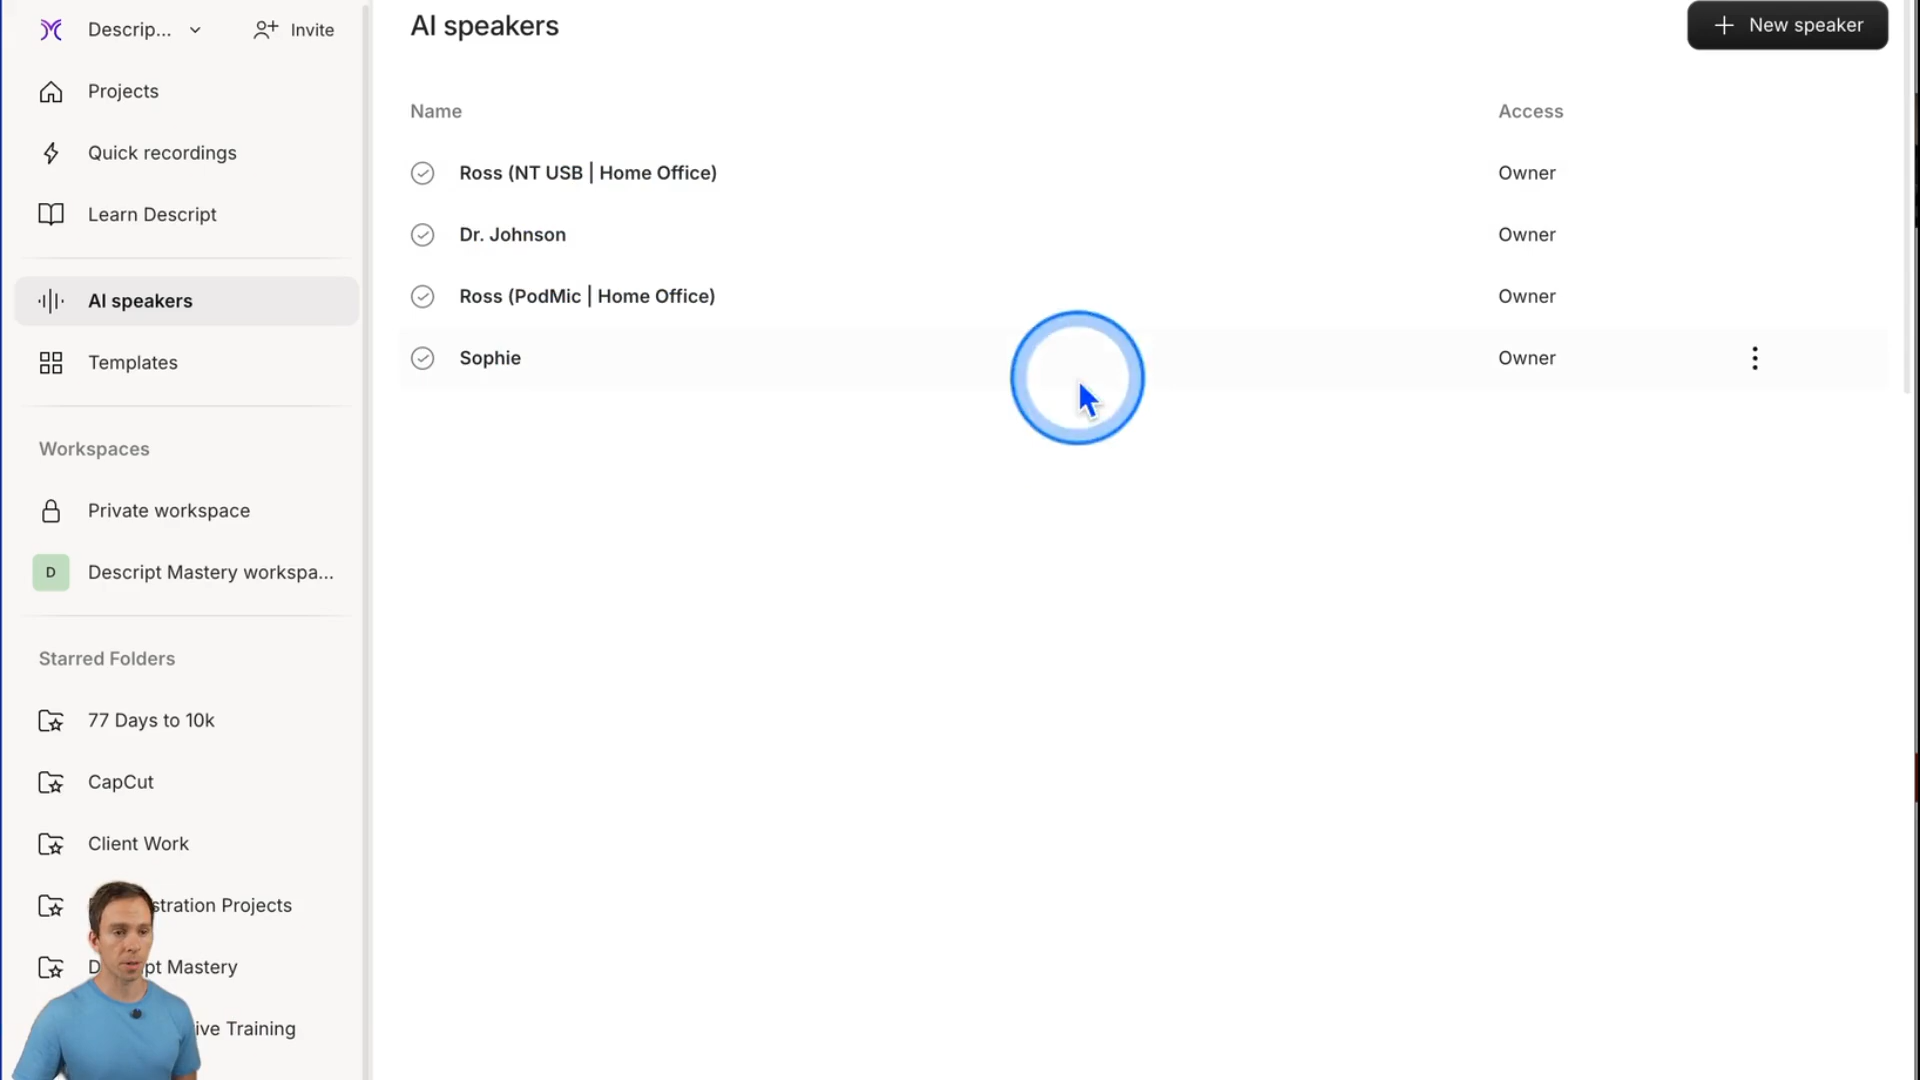 Descrip...
Invite
Projects
Quick recordings
Learn Descript
AI speakers
Templates
Workspaces
Private workspace
D
Descript Mastery workspa...
Starred Folders
77 Days to 10k
CapCut
Client Work
stration Projects
D pt Mastery
ive Training
AI speakers
+ New speaker
Name Access
Ross (NT USB | Home Office) Owner
Dr. Johnson Owner
Ross (PodMic | Home Office) Owner
Sophie Owner